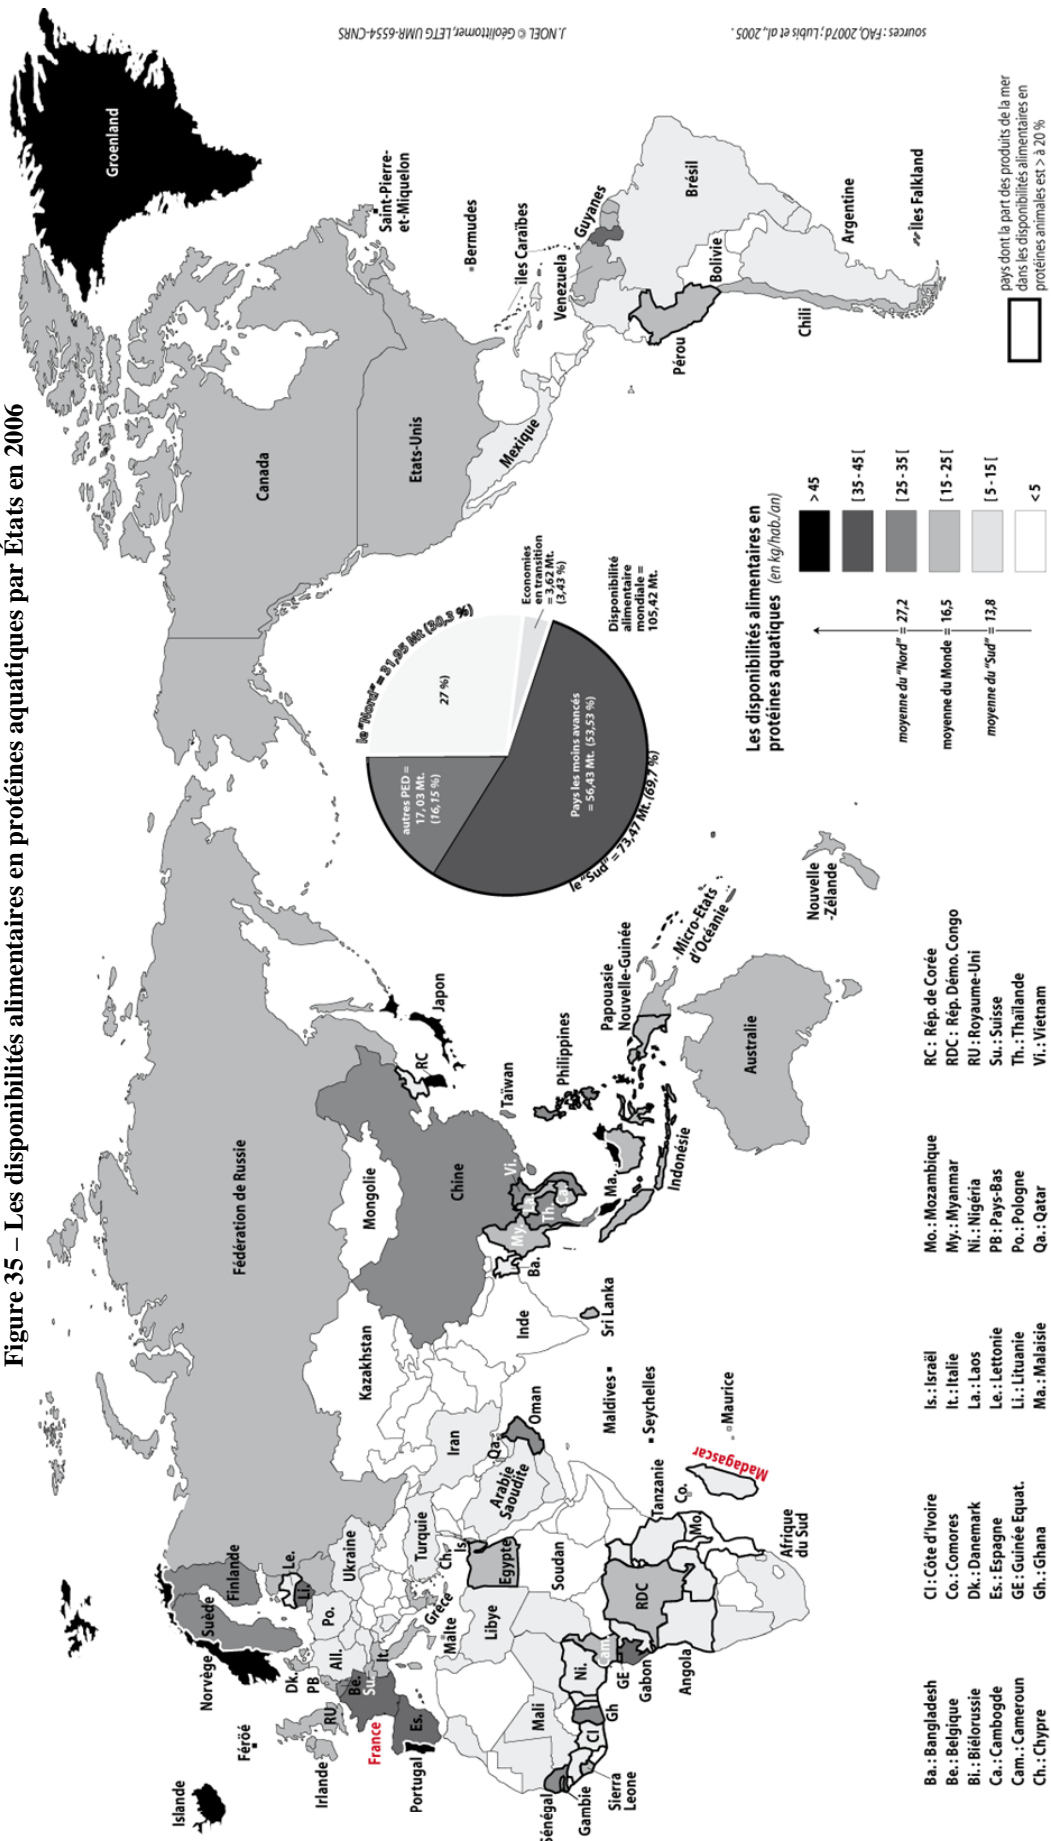 Figure 35 – Les disponibilités alimentaires en protéines aquatiques par États en 2006
Groenland
Saint-Pierre-
et-Miquelon
Bermudes
îles Caraïbes
Guyanes
Venezuela
Brésil
Bolivie
Argentine
îles Falkland
Chili
Pérou
Mexique
Canada
Etats-Unis
Fédération de Russie
Mongolie
Chine
Kazakhstan
Japon
RC
Taïwan
Philippines
Papouasie
Nouvelle-Guinée
Micro-Etats
d'Océanie
Nouvelle
-Zélande
Australie
Indonésie
Ma.
Vi.
La.
Th.
Ca.
My.
Ba.
Inde
Sri Lanka
Maldives
Seychelles
Maurice
Madagascar
Co.
Tanzanie
Mo.
Afrique
du Sud
Oman
Qa.
Iran
Arabie
Saoudite
Turquie
Ch.
Is.
Ukraine
Egypte
Soudan
Libye
RDC
Angola
Gabon
GE
Cam.
Ni.
Mali
Gh
CI
Sierra
Leone
Gambie
Sénégal
Grèce
Malte
It.
Finlande
Suède
Norvège
Le.
Li.
Po.
All.
Dk.
PB
Be.
Su.
RU
Féroé
Islande
Irlande
France
Portugal
Es.
le "Nord" = 31,95 Mt (30,3 %)
27 %)
Economies
en transition
= 3,62 Mt.
(3,43 %)
Disponibilité
alimentaire
mondiale =
105,42 Mt.
autres PED =
17, 03 Mt.
(16,15 %)
Pays les moins avancés
= 56,43 Mt. (53,53 %)
le "Sud" = 73,47 Mt. (69,7 %)
Les disponibilités alimentaires en
protéines aquatiques (en kg/hab./an)
> 45
[ 35 - 45 [
[ 25 - 35 [
[ 15 - 25 [
[ 5 - 15 [
< 5
moyenne du "Nord" = 27,2
moyenne du Monde = 16,5
moyenne du "Sud" = 13,8
pays dont la part des produits de la mer
dans les disponibilités alimentaires en
protéines animales est > à 20 %
Ba. : Bangladesh
Be. : Belgique
Bi. : Biélorussie
Ca. : Cambogde
Cam. : Cameroun
Ch. : Chypre
CI : Côte d'Ivoire
Co. : Comores
Dk. : Danemark
Es. : Espagne
GE : Guinée Equat.
Gh. : Ghana
Is. : Israël
It. : Italie
La. : Laos
Le. : Lettonie
Li. : Lituanie
Ma. : Malaisie
Mo. : Mozambique
My. : Myanmar
Ni. : Nigéria
PB : Pays-Bas
Po. : Pologne
Qa. : Qatar
RC : Rép. de Corée
RDC : Rép. Démo. Congo
RU : Royaume-Uni
Su. : Suisse
Th. : Thaïlande
Vi. : Vietnam
J. NOEL © Géolittomer, LETG UMR-6554-CNRS
sources : FAO, 2007d ; Lubis et al., 2005 .